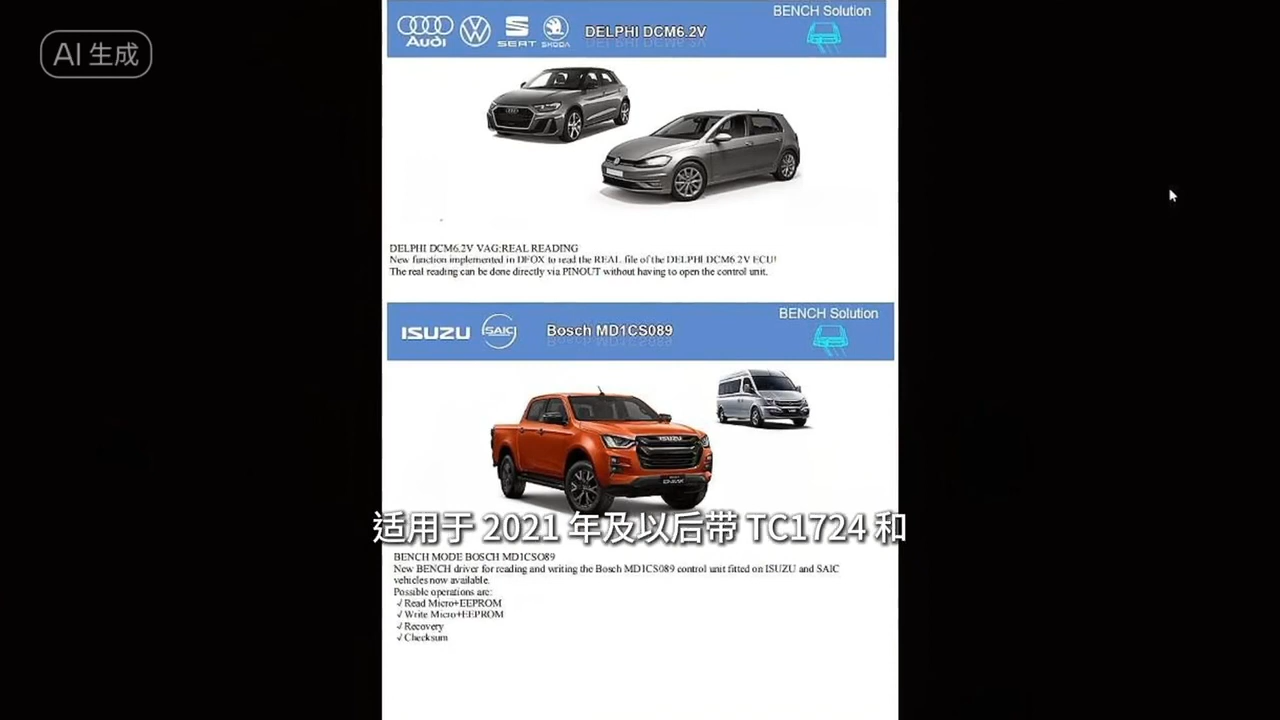 AI 生成
BENCH Solution
Audi
SEAT
SKODA
DELPHI DCM6.2V
DELPHI DCM6.2V VAG:REAL READING
New function implemented in DFOX to read the REAL file of the DELPHI DCM6 2V ECU!
The real reading can be done directly via PINOUT without having to open the control unit.
BENCH Solution
ISUZU
SAIC
Bosch MD1CS089
ISUZU
适用于 2021 年及以后带 TC1724 和
BENCH MODE BOSCH MD1CSO89
New BENCH driver for reading and writing the Bosch MD1CS089 control unit fitted on ISUZU and SAIC
vehicles now available.
Possible operations are:
√ Read Micro+EEPROM
√ Write Micro+EEPROM
√ Recovery
√ Checksum